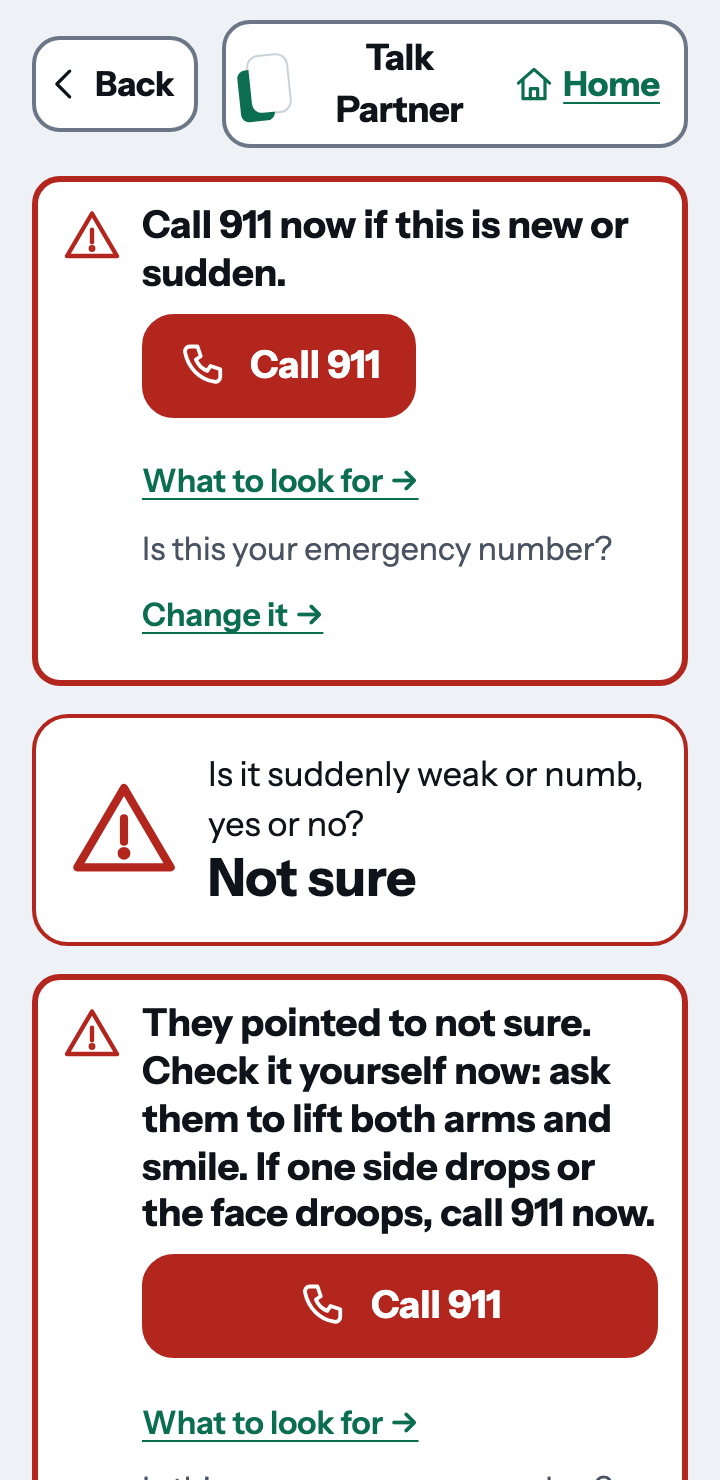 Back
Talk
Partner
Home
Call 911 now if this is new or
sudden.
Call 911
What to look for →
Is this your emergency number?
Change it →
Is it suddenly weak or numb,
yes or no?
Not sure
They pointed to not sure.
Check it yourself now: ask
them to lift both arms and
smile. If one side drops or
the face droops, call 911 now.
Call 911
What to look for →